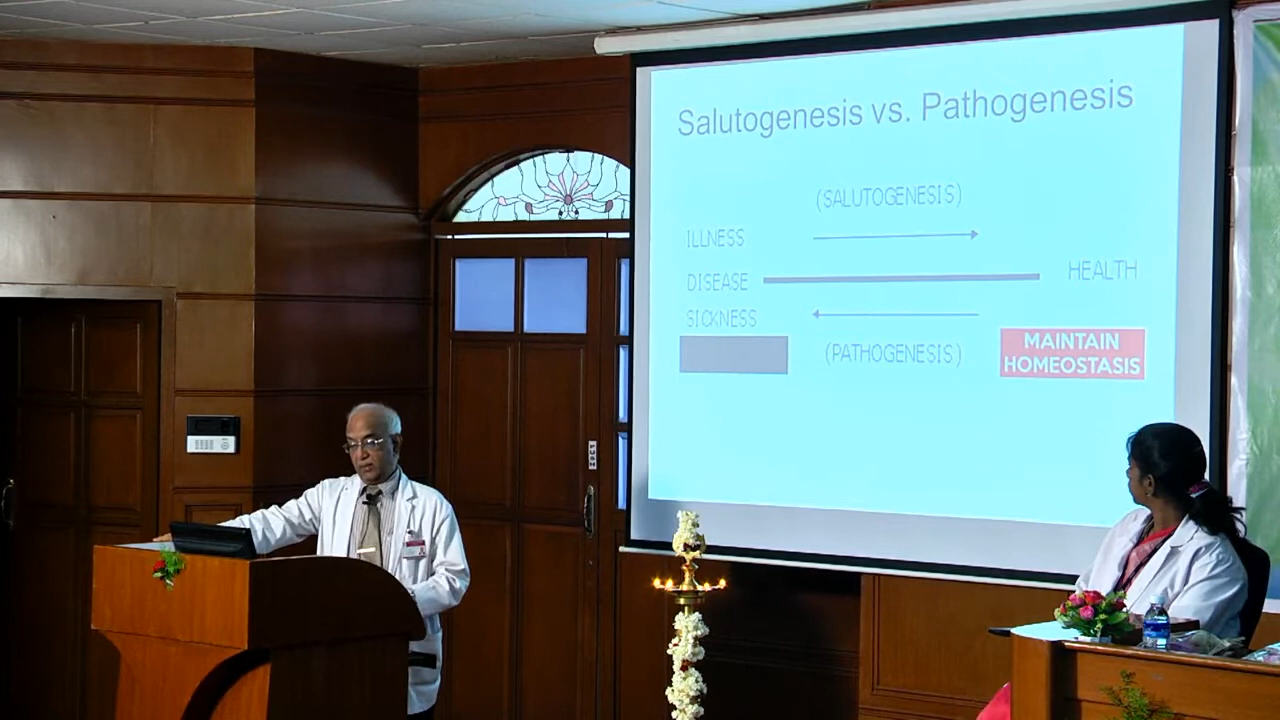 Salutogenesis vs. Pathogenesis
(SALUTOGENESIS)
ILLNESS
DISEASE
HEALTH
SICKNESS
(PATHOGENESIS)
MAINTAIN
HOMEOSTASIS